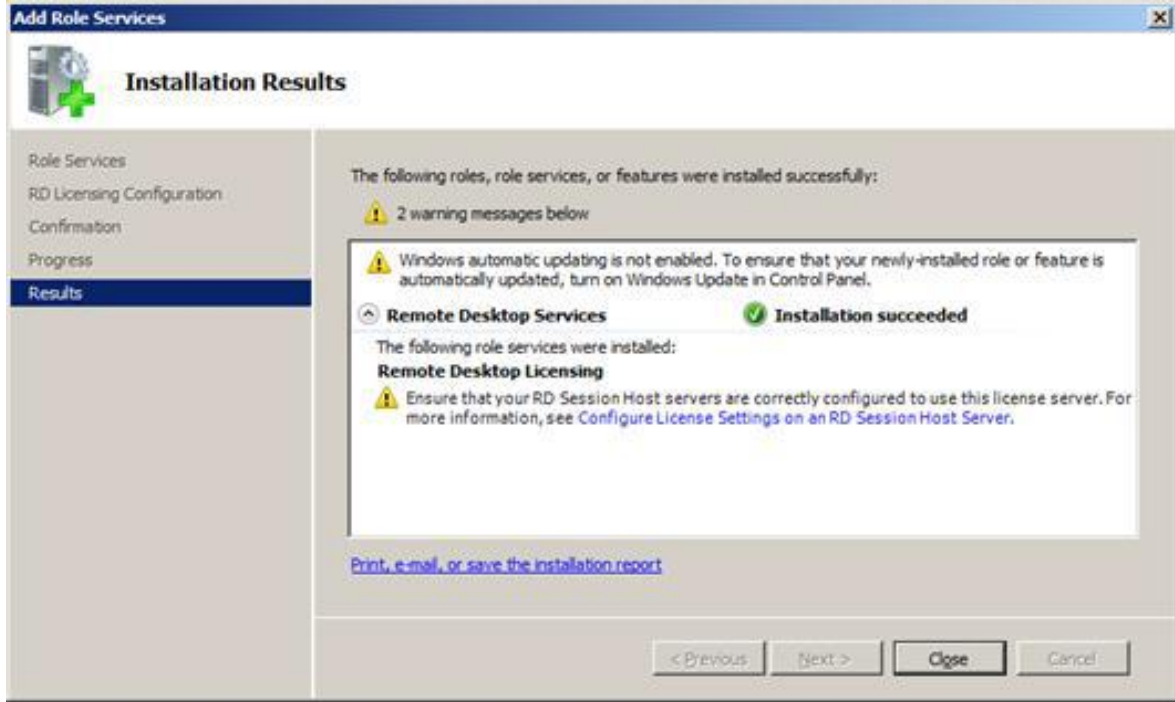 Add Role Services
Installation Results
Role Services
RD Licensing Configuration
Confirmation
Progress
Results
The following roles, role services, or features were installed successfully:
2 warning messages below
Windows automatic updating is not enabled. To ensure that your newly-installed role or feature is
automatically updated, turn on Windows Update in Control Panel.
Remote Desktop Services Installation succeeded
The following role services were installed:
Remote Desktop Licensing
Ensure that your RD Session Host servers are correctly configured to use this license server. For
more information, see Configure License Settings on an RD Session Host Server.
Print, e-mail, or save the installation report
< Previous Next > Close Cancel